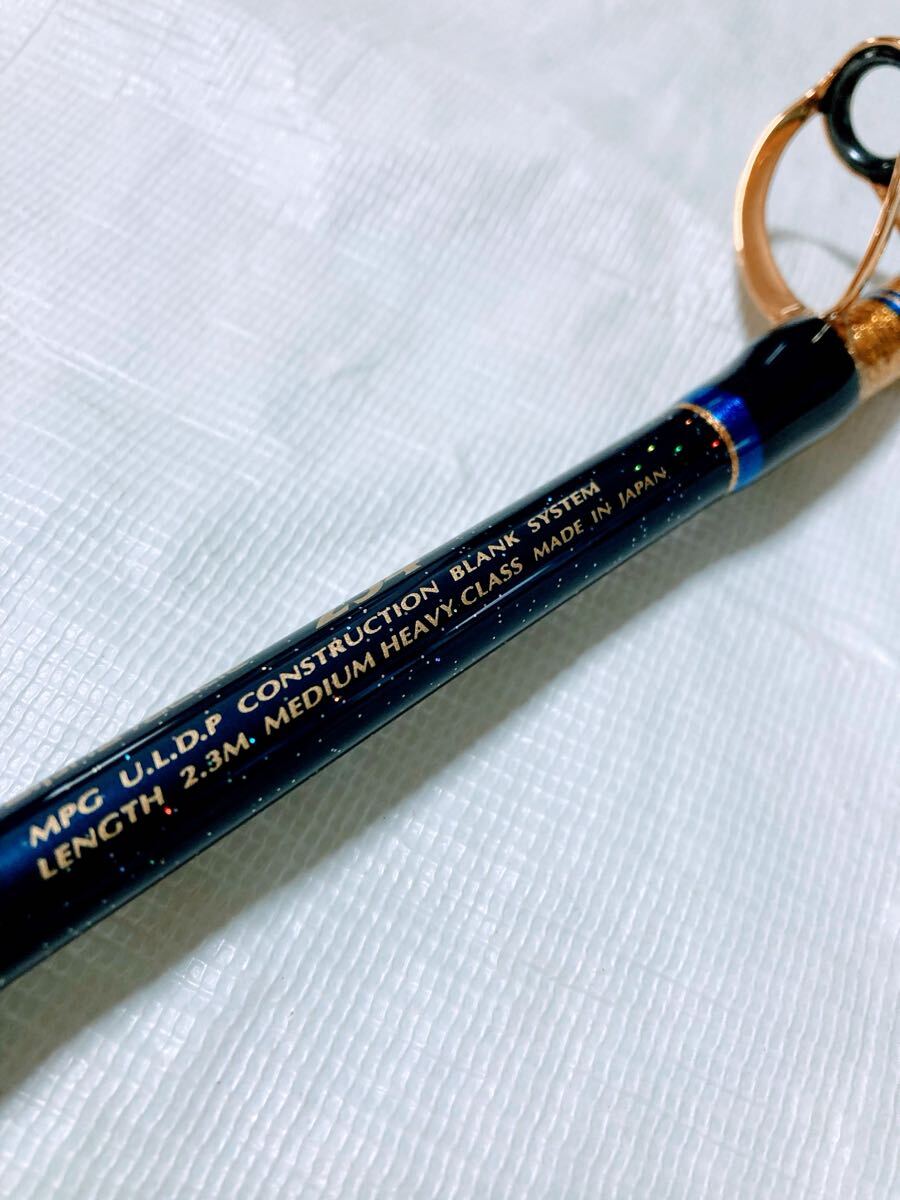 MPG U.L.D.P CONSTRUCTION BLANK SYSTEM
LENGTH 2.3M. MEDIUM HEAVY CLASS MADE IN JAPAN